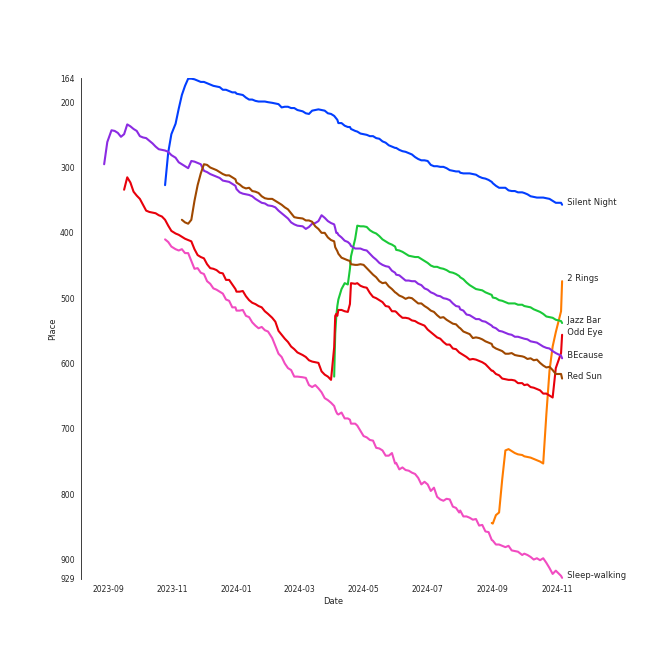 164
200
300
400
500
600
700
800
900
929
Place
2023-09
2023-11
2024-01
2024-03
2024-05
2024-07
2024-09
2024-11
Date
Silent Night
2 Rings
Jazz Bar
Odd Eye
BEcause
Red Sun
Sleep-walking